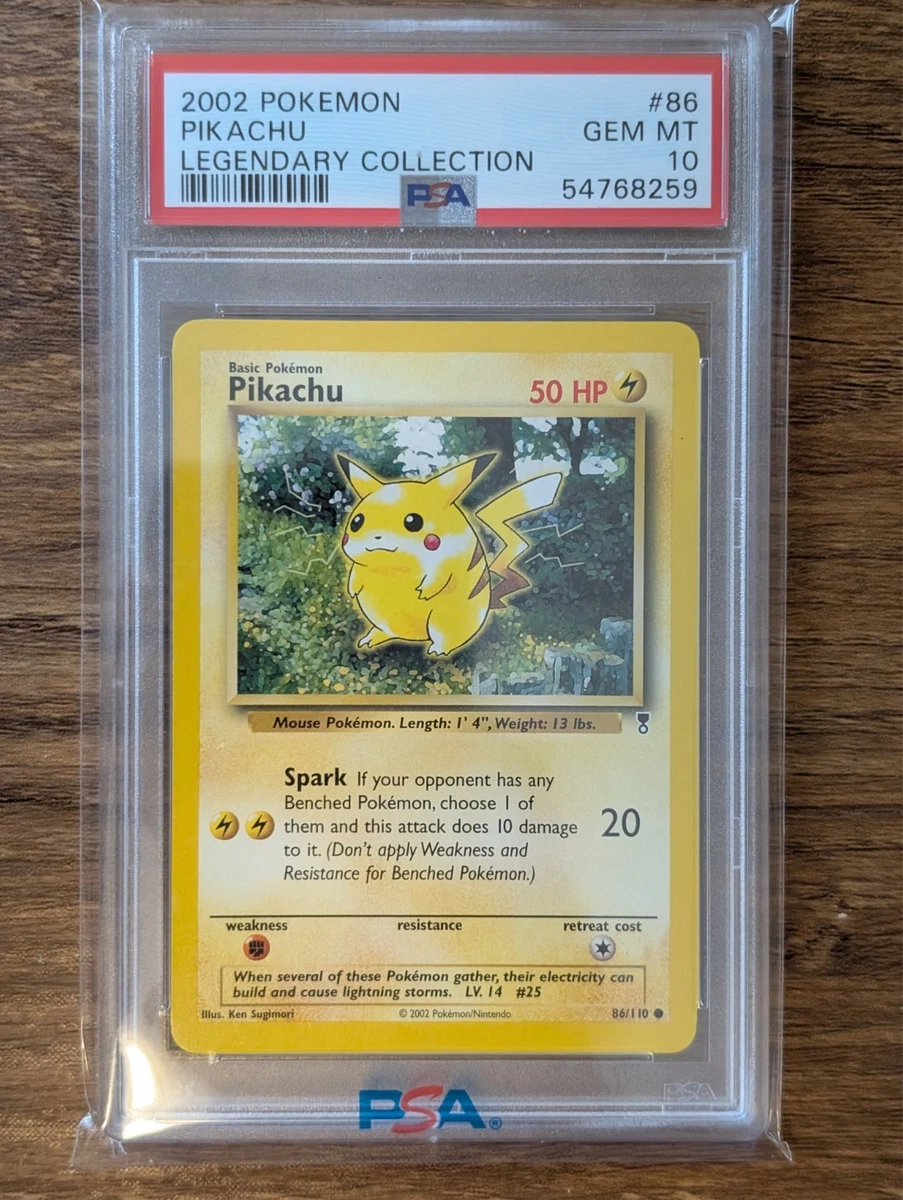 2002 POKEMON #86
PIKACHU GEM MT
LEGENDARY COLLECTION 10
PSA 54768259
Basic Pokémon
Pikachu 50 HP
Mouse Pokémon. Length: 1' 4", Weight: 13 lbs.
Spark If your opponent has any
Benched Pokémon, choose 1 of
them and this attack does 10 damage 20
to it. (Don't apply Weakness and
Resistance for Benched Pokémon.)
weakness resistance retreat cost
When several of these Pokémon gather, their electricity can
build and cause lightning storms. LV. 14 #25
Illus. Ken Sugimori © 2002 Pokémon/Nintendo 86/110
PSA
PSA®